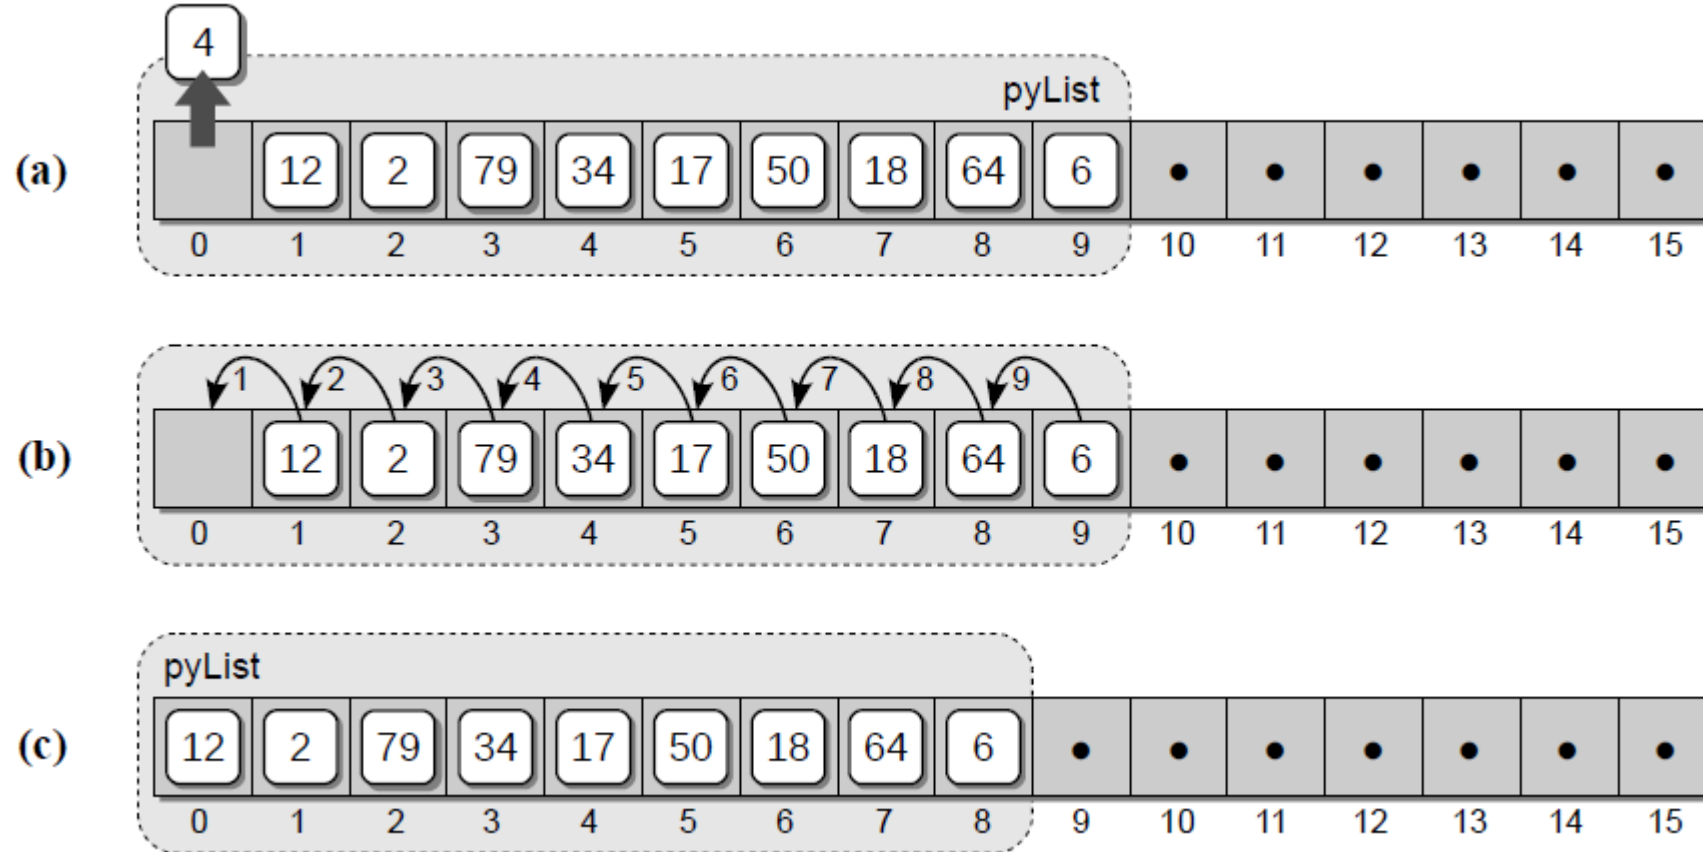 4
pyList
(a)
12 2 79 34 17 50 18 64 6 • • • • • •
0 1 2 3 4 5 6 7 8 9 10 11 12 13 14 15
1 2 3 4 5 6 7 8 9
(b)
12 2 79 34 17 50 18 64 6 • • • • • •
0 1 2 3 4 5 6 7 8 9 10 11 12 13 14 15
pyList
(c)
12 2 79 34 17 50 18 64 6 • • • • • • •
0 1 2 3 4 5 6 7 8 9 10 11 12 13 14 15